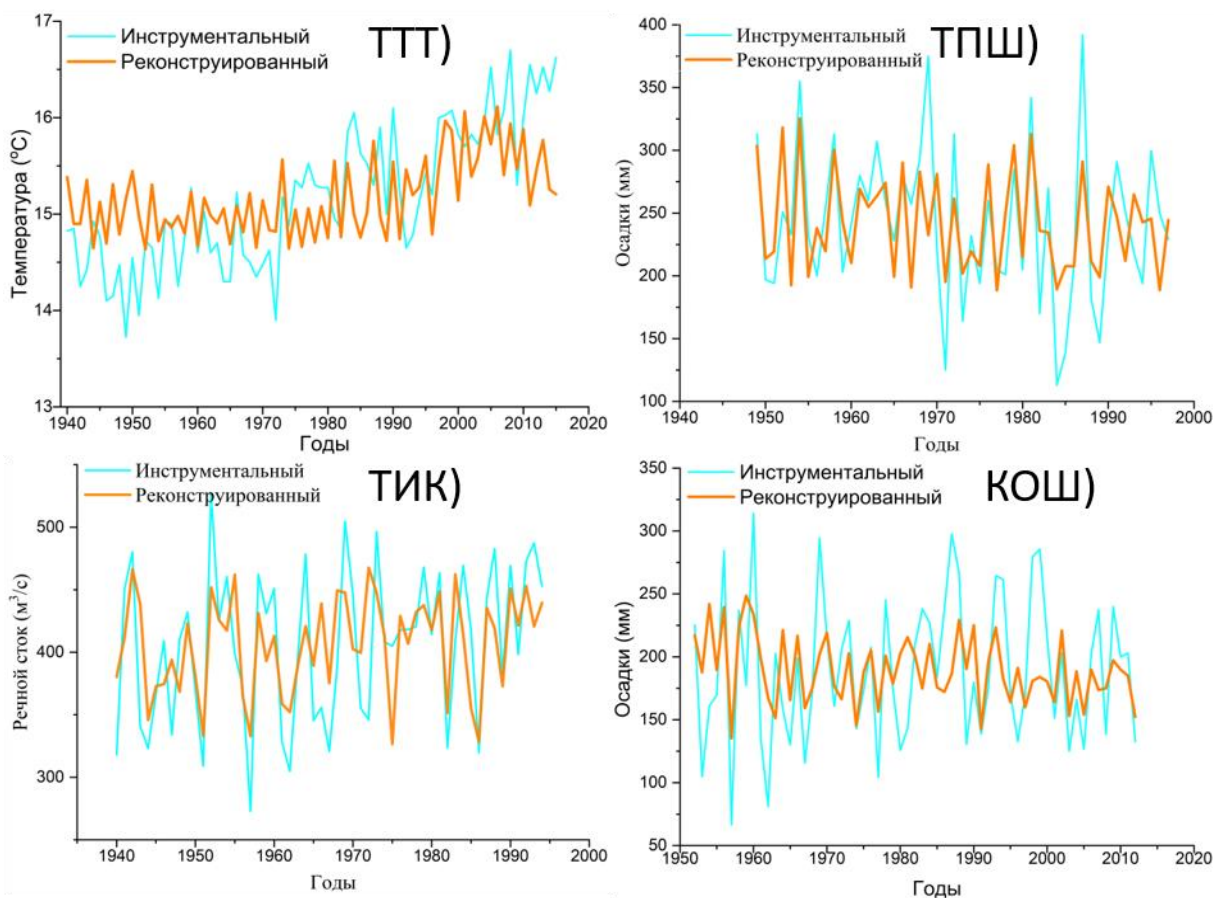 17
Инструментальный
Реконструированный
ТТТ)
16
15
14
13
Температура (°C)
1940 1950 1960 1970 1980 1990 2000 2010 2020
Годы
400
Инструментальный
Реконструированный
ТПШ)
350
300
250
200
150
100
Осадки (мм)
1940 1950 1960 1970 1980 1990 2000
Годы
Инструментальный
Реконструированный
ТИК)
500
400
300
Речной сток (м³/с)
1940 1950 1960 1970 1980 1990 2000
Годы
350
Инструментальный
Реконструированный
КОШ)
300
250
200
150
100
50
Осадки (мм)
1950 1960 1970 1980 1990 2000 2010 2020
Годы